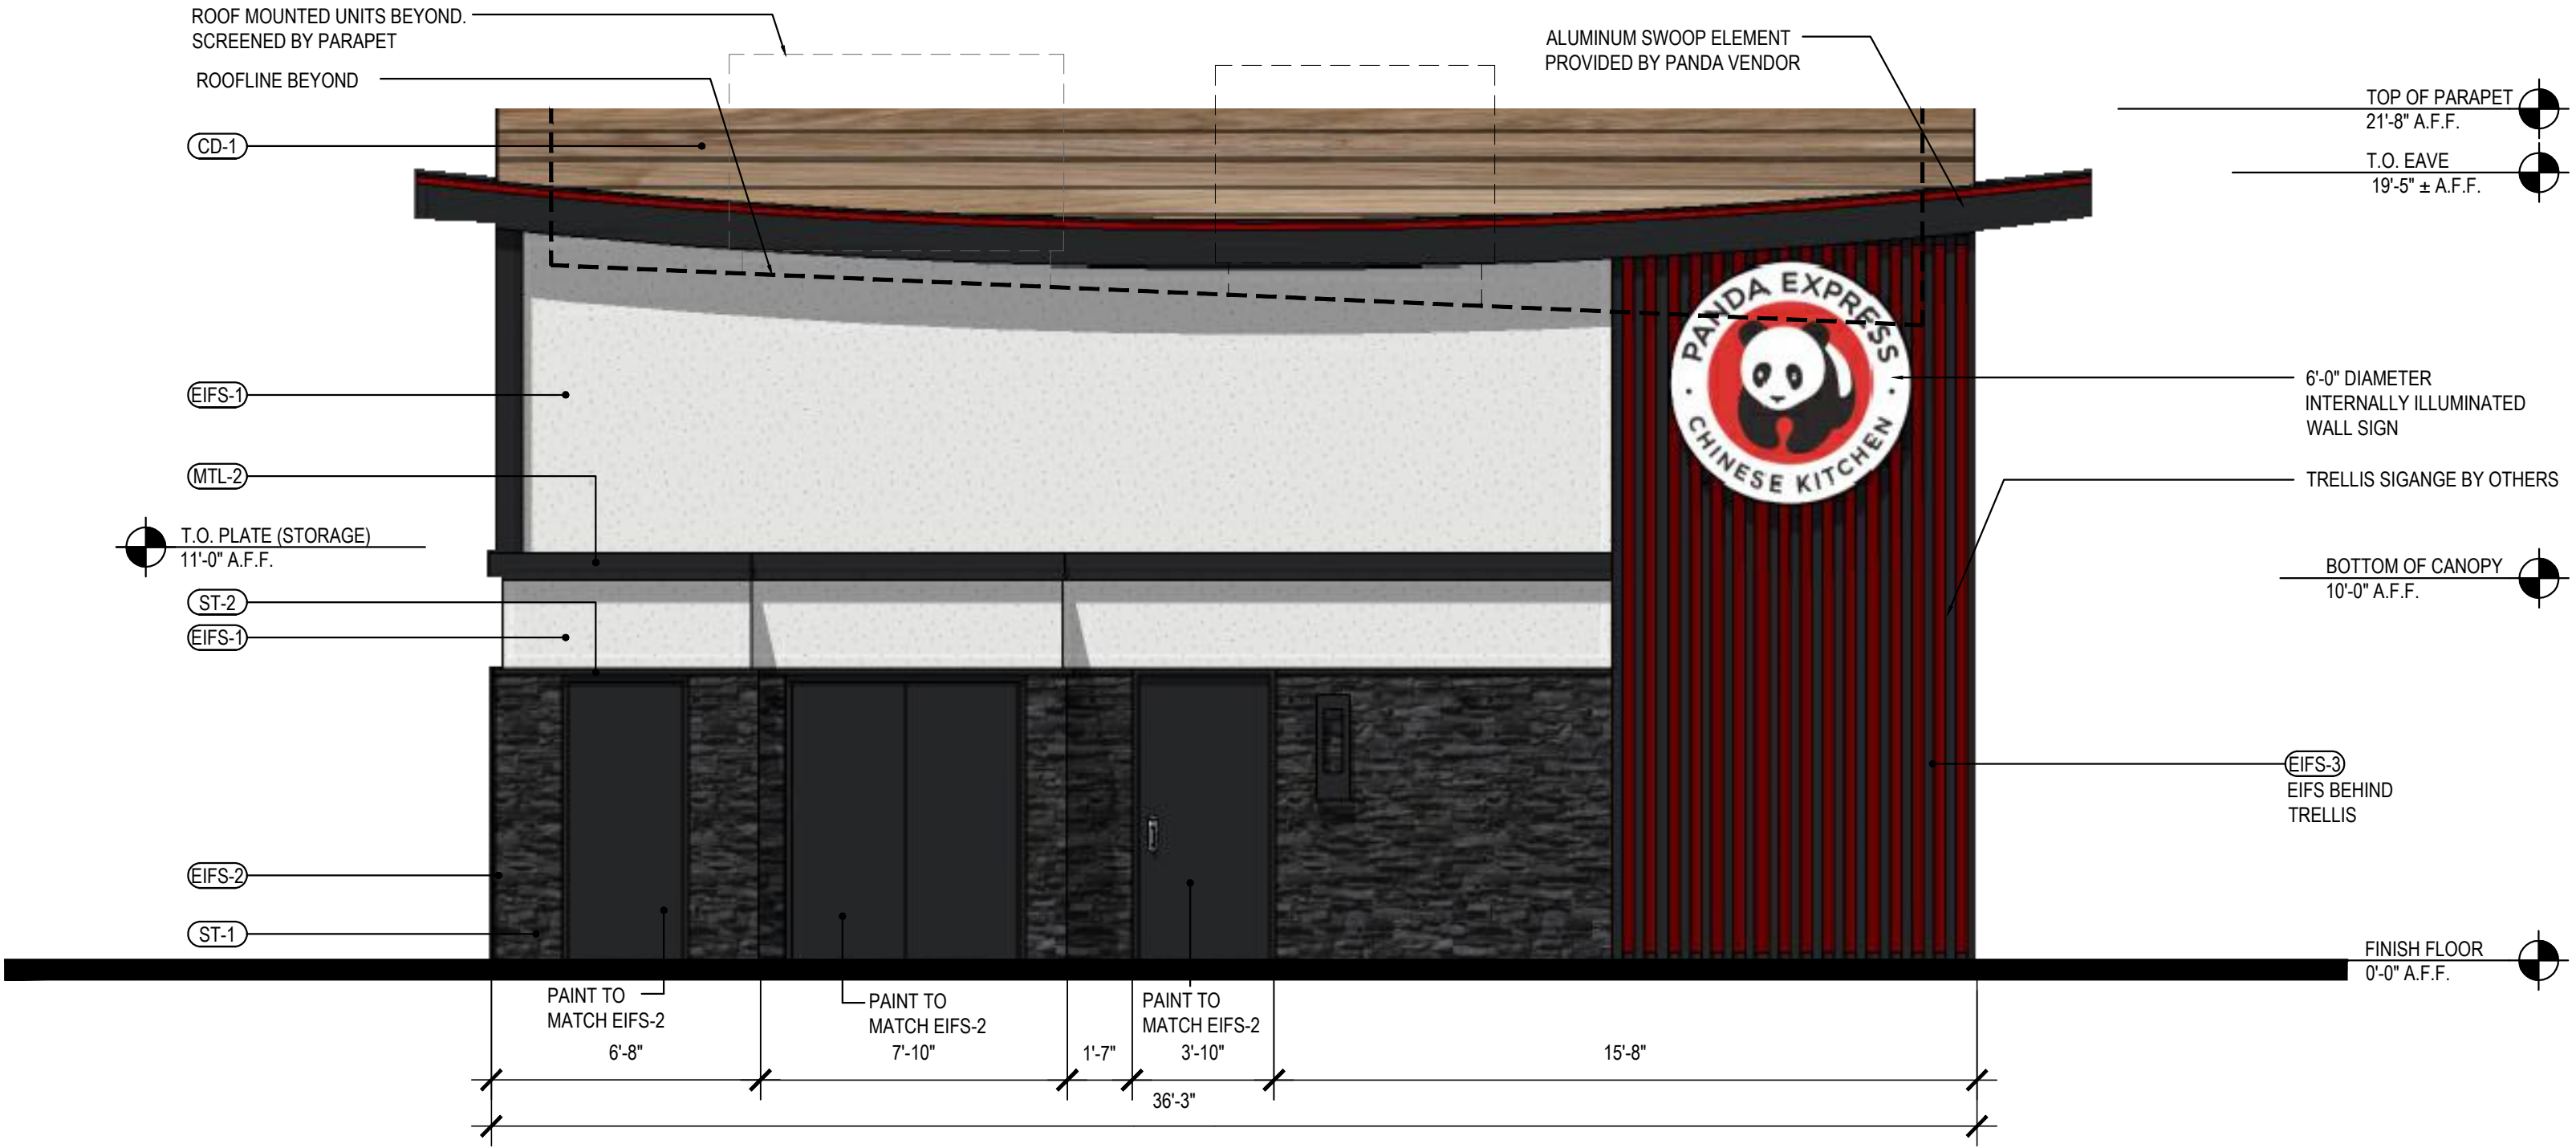 ROOF MOUNTED UNITS BEYOND.
SCREENED BY PARAPET
ROOFLINE BEYOND
ALUMINUM SWOOP ELEMENT
PROVIDED BY PANDA VENDOR
TOP OF PARAPET
21'-8" A.F.F.
CD-1
T.O. EAVE
19'-5" ± A.F.F.
PANDA EXPRESS
· CHINESE KITCHEN ·
EIFS-1
6'-0" DIAMETER
INTERNALLY ILLUMINATED
WALL SIGN
MTL-2
TRELLIS SIGANGE BY OTHERS
T.O. PLATE (STORAGE)
11'-0" A.F.F.
BOTTOM OF CANOPY
10'-0" A.F.F.
ST-2
EIFS-1
EIFS-3
EIFS BEHIND
TRELLIS
EIFS-2
ST-1
FINISH FLOOR
0'-0" A.F.F.
PAINT TO
MATCH EIFS-2
PAINT TO
MATCH EIFS-2
PAINT TO
MATCH EIFS-2
6'-8"
7'-10"
1'-7"
3'-10"
15'-8"
36'-3"